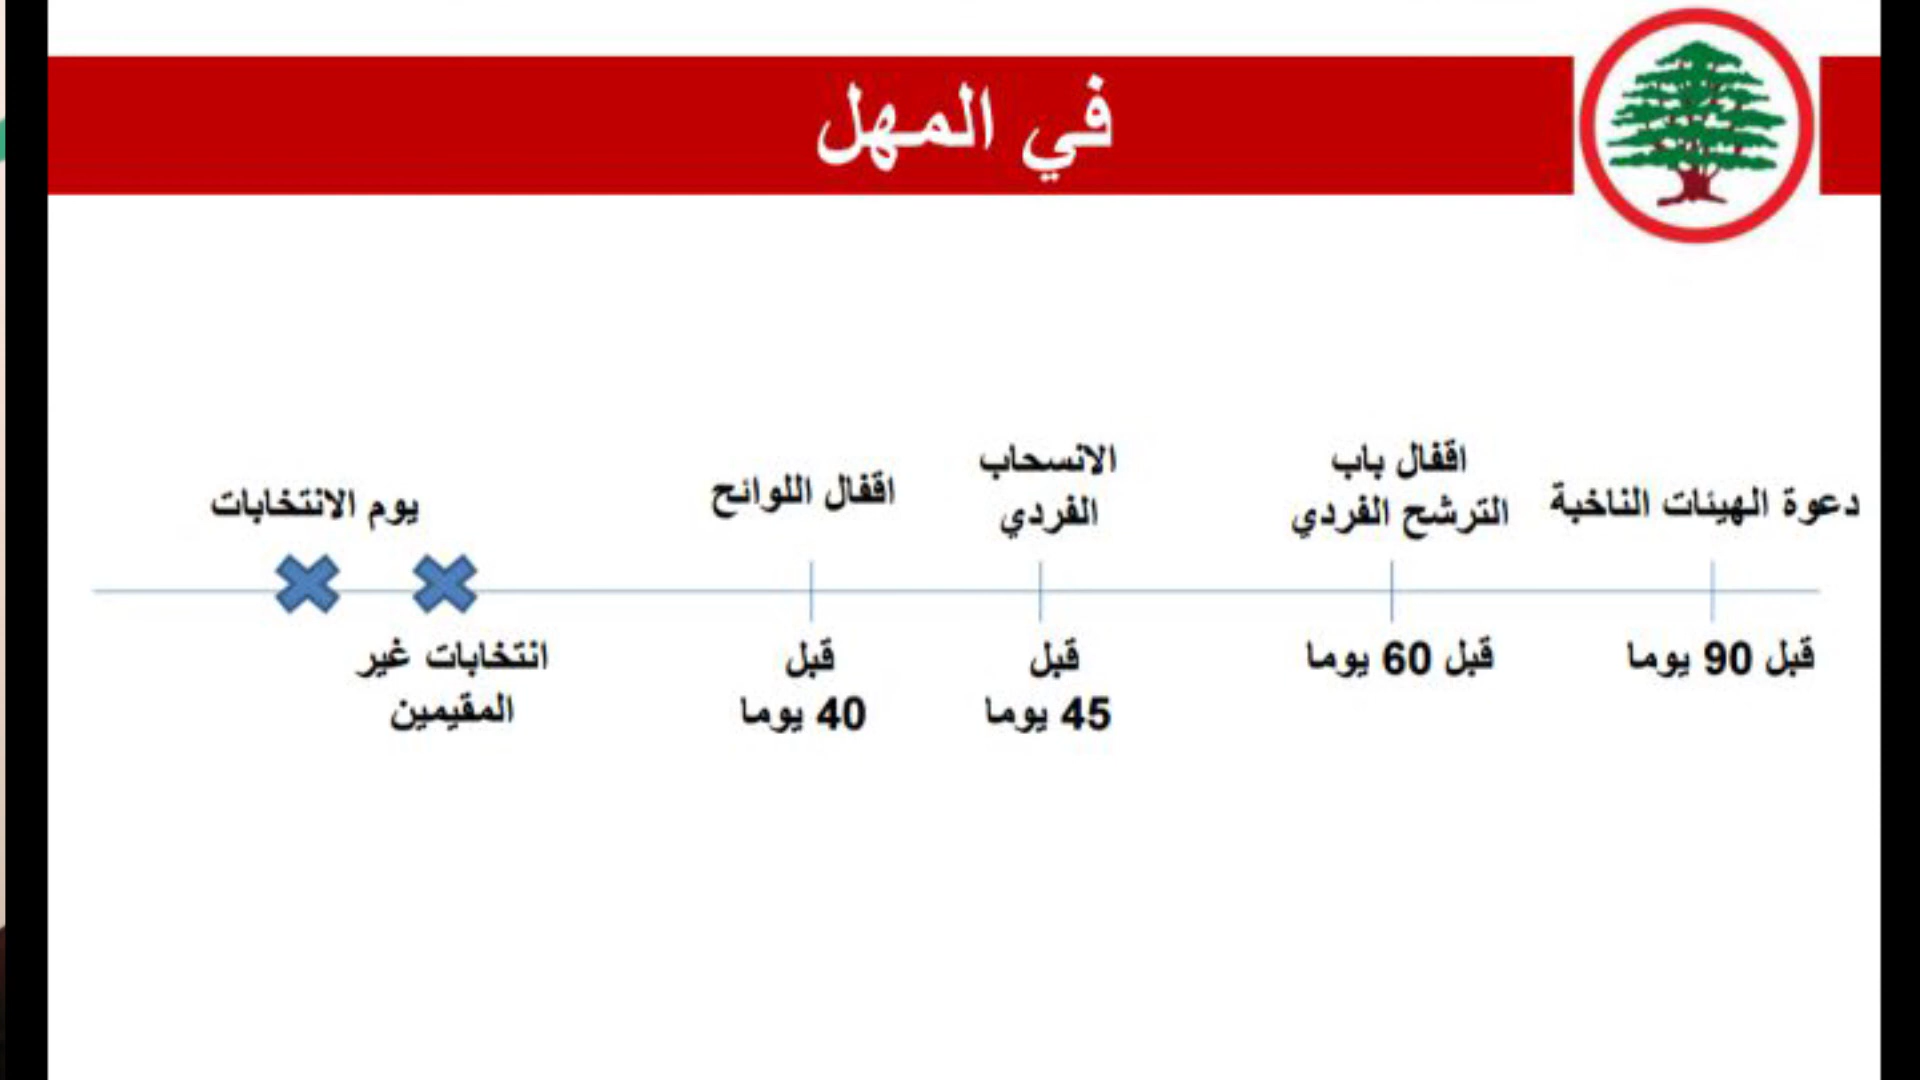 في المهل
دعوة الهيئات الناخبة
قبل 90 يوما
اقفال باب
الترشح الفردي
قبل 60 يوما
الانسحاب
الفردي
قبل
45 يوما
اقفال اللوائح
قبل
40 يوما
يوم الانتخابات
انتخابات غير
المقيمين